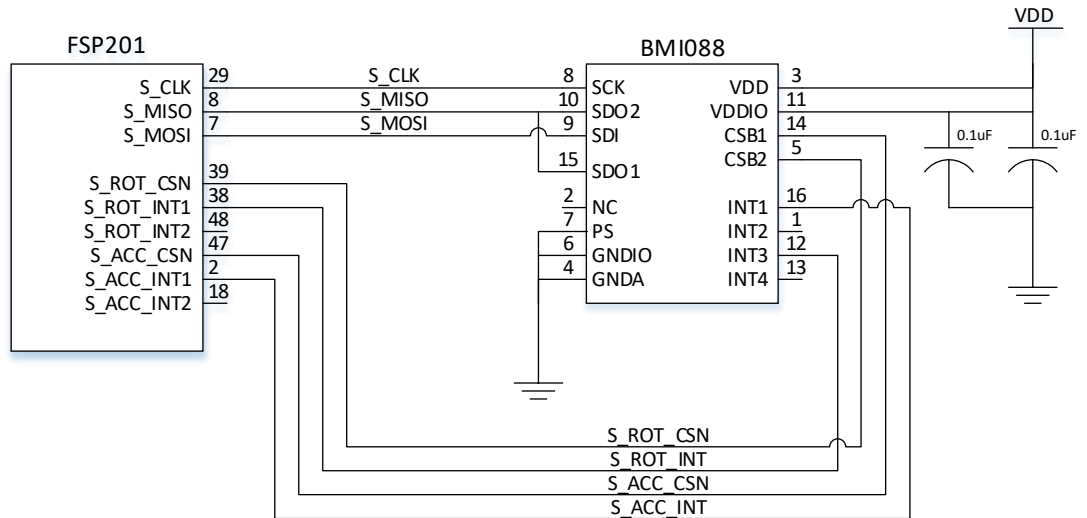 VDD
FSP201
BMI088
S_CLK 29 S_CLK 8 SCK VDD 3
S_MISO 8 S_MISO 10 SDO2 VDDIO 11
S_MOSI 7 S_MOSI 9 SDI CSB1 14 0.1uF 0.1uF
CSB2 5
15 SDO1
S_ROT_CSN 39
S_ROT_INT1 38 2 NC INT1 16
S_ROT_INT2 48 7 PS INT2 1
S_ACC_CSN 47 6 GNDIO INT3 12
S_ACC_INT1 2 4 GNDA INT4 13
S_ACC_INT2 18
S_ROT_CSN
S_ROT_INT
S_ACC_CSN
S_ACC_INT